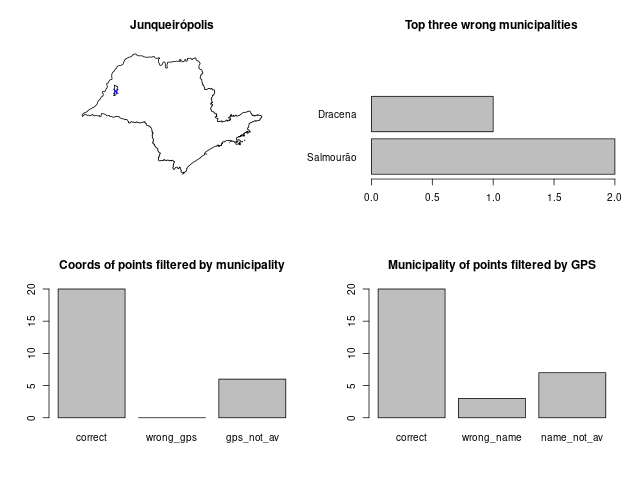 Junqueirópolis
Top three wrong municipalities
Dracena
Salmourão
0.0 0.5 1.0 1.5 2.0
Coords of points filtered by municipality
20
15
10
5
0
correct wrong_gps gps_not_av
Municipality of points filtered by GPS
20
15
10
5
0
correct wrong_name name_not_av